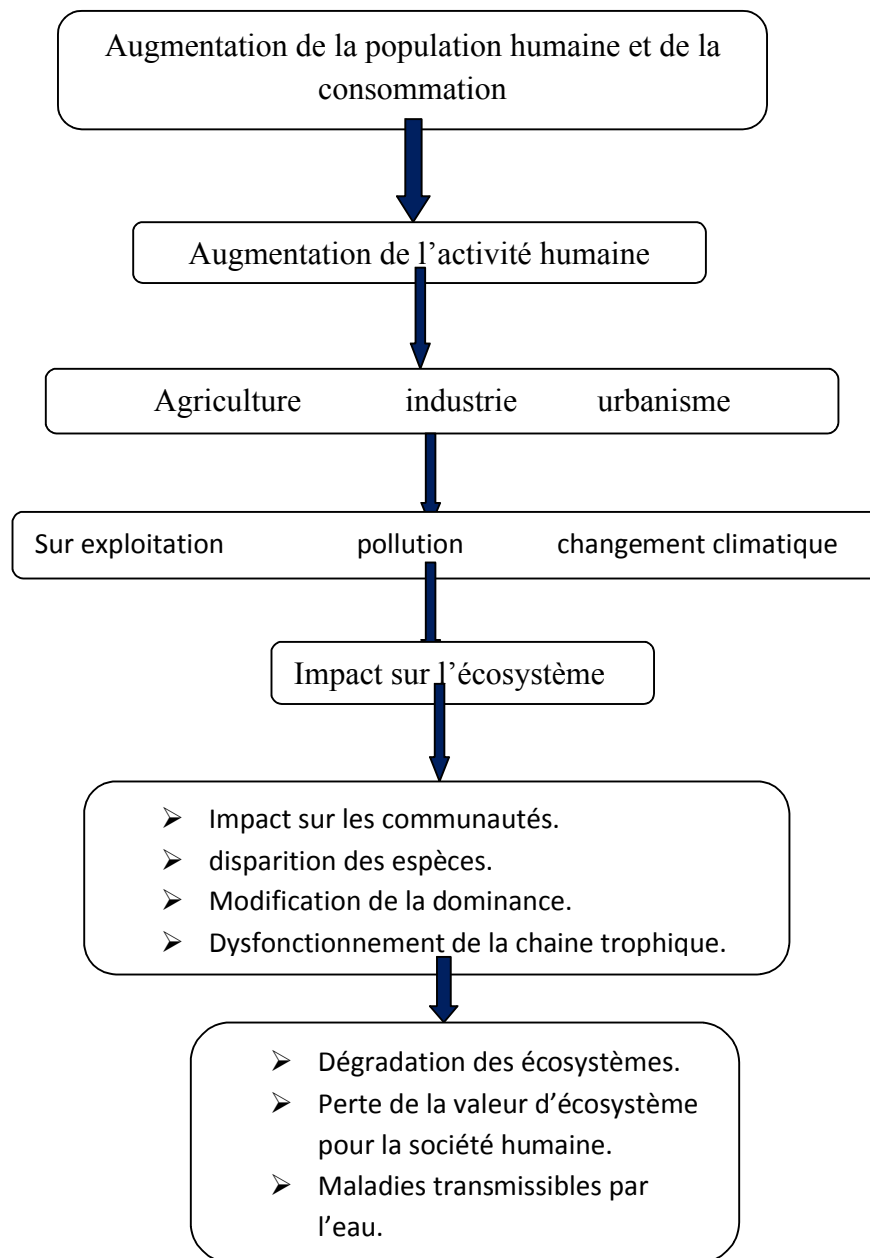 Augmentation de la population humaine et de la
consommation
Augmentation de l’activité humaine
Agriculture industrie urbanisme
Sur exploitation pollution changement climatique
Impact sur l’écosystème
➢ Impact sur les communautés.
➢ disparition des espèces.
➢ Modification de la dominance.
➢ Dysfonctionnement de la chaine trophique.
➢ Dégradation des écosystèmes.
➢ Perte de la valeur d’écosystème
pour la société humaine.
➢ Maladies transmissibles par
l’eau.